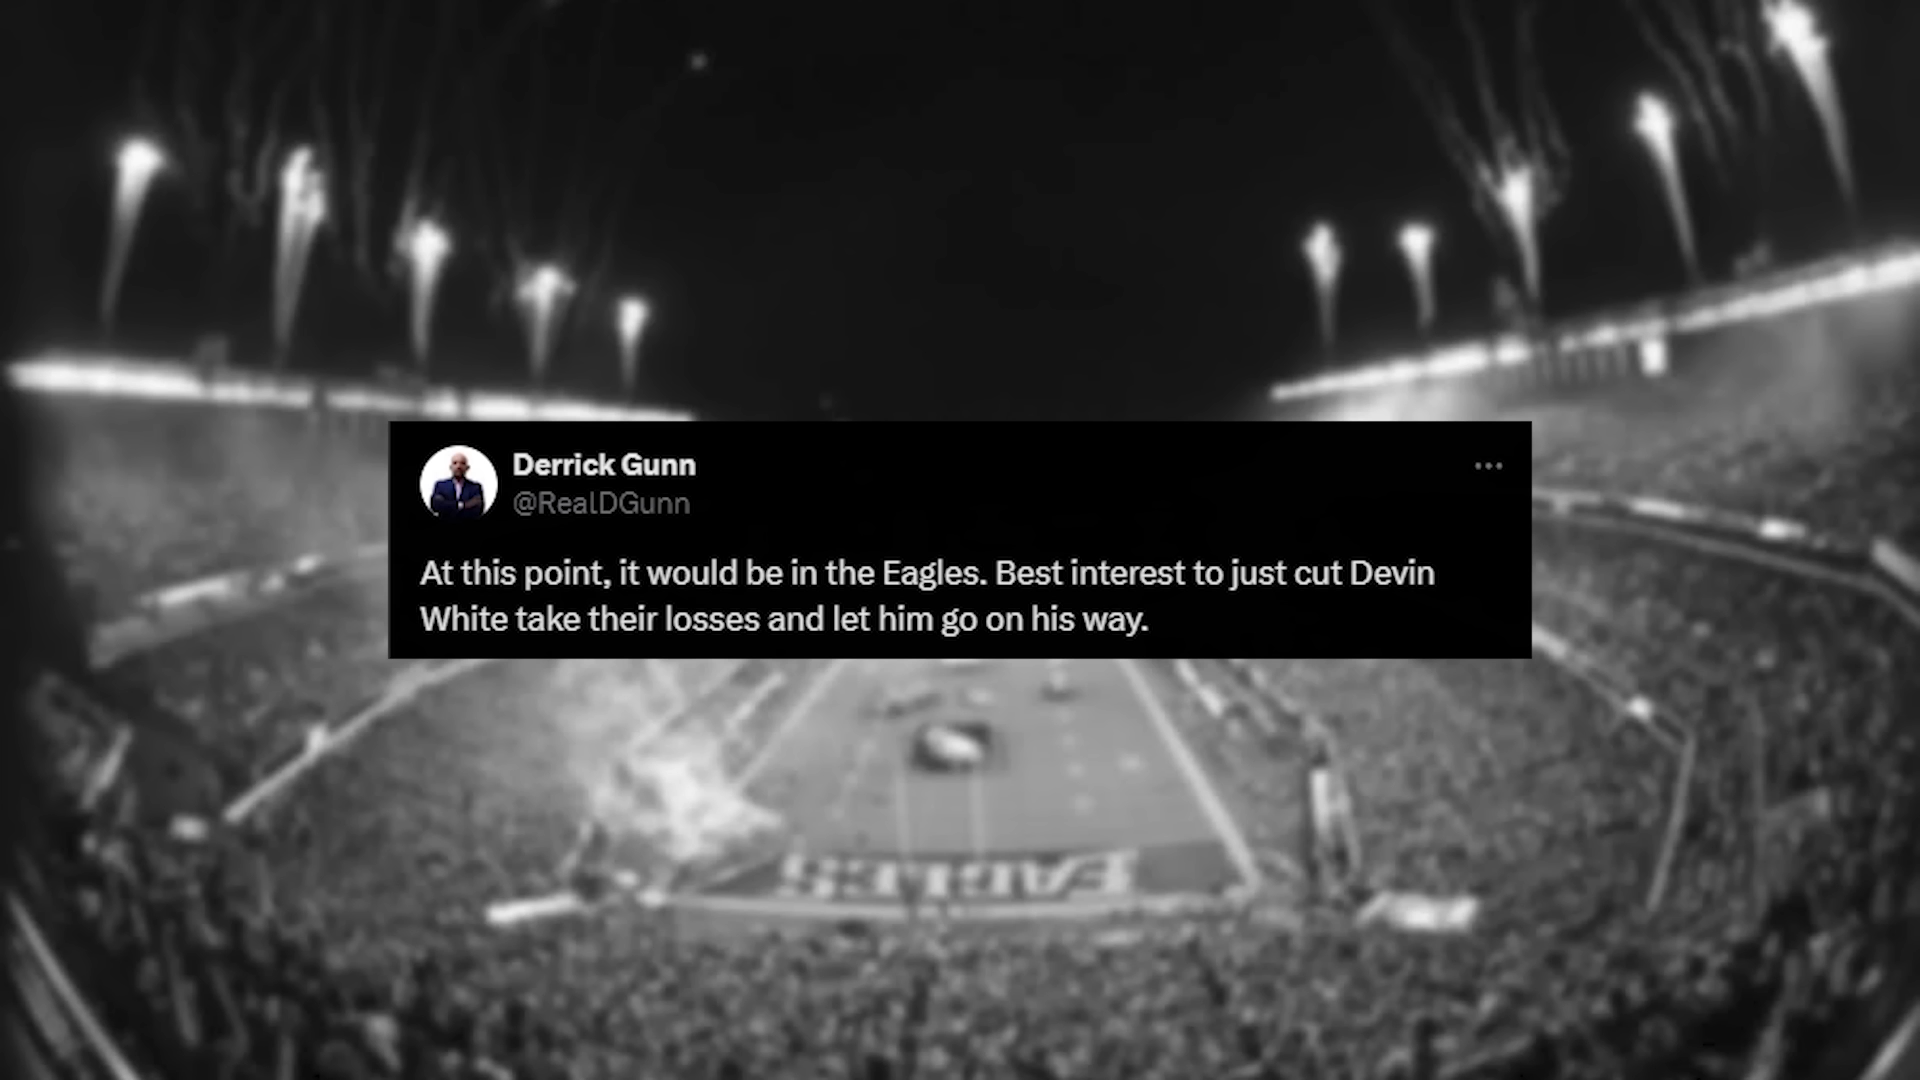 Derrick Gunn
@RealDGunn
At this point, it would be in the Eagles. Best interest to just cut Devin
White take their losses and let him go on his way.
EAGLES